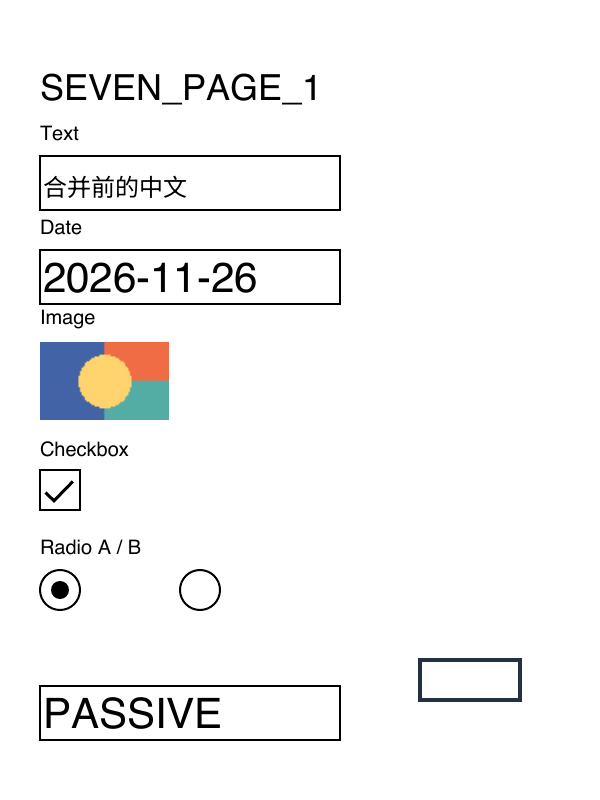 SEVEN_PAGE_1
Text
合并前的中文
Date
2026-11-26
Image
Checkbox
Radio A / B
PASSIVE